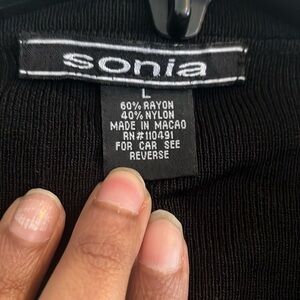 sonia
L
60% RAYON
40% NYLON
MADE IN MACAO
RN#110491
FOR CAR SEE
REVERSE